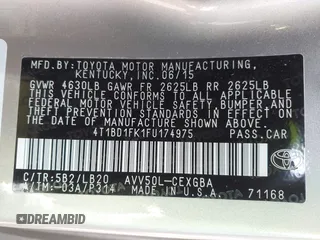 MFD. BY: TOYOTA MOTOR MANUFACTURING,
KENTUCKY, INC. 06/15
GVWR 4630LB GAWR FR 2625LB RR 2625LB
THIS VEHICLE CONFORMS TO ALL APPLICABLE
FEDERAL MOTOR VEHICLE SAFETY, BUMPER, AND
THEFT PREVENTION STANDARDS IN EFFECT ON
THE DATE OF MANUFACTURE SHOWN ABOVE.
4T1BD1FK1FU174975 PASS.CAR
C/TR:5B2/LB20 AVV50L-CEXGBA
A/TM:-03A/P314
TOYOTA
71168
DREAMBID